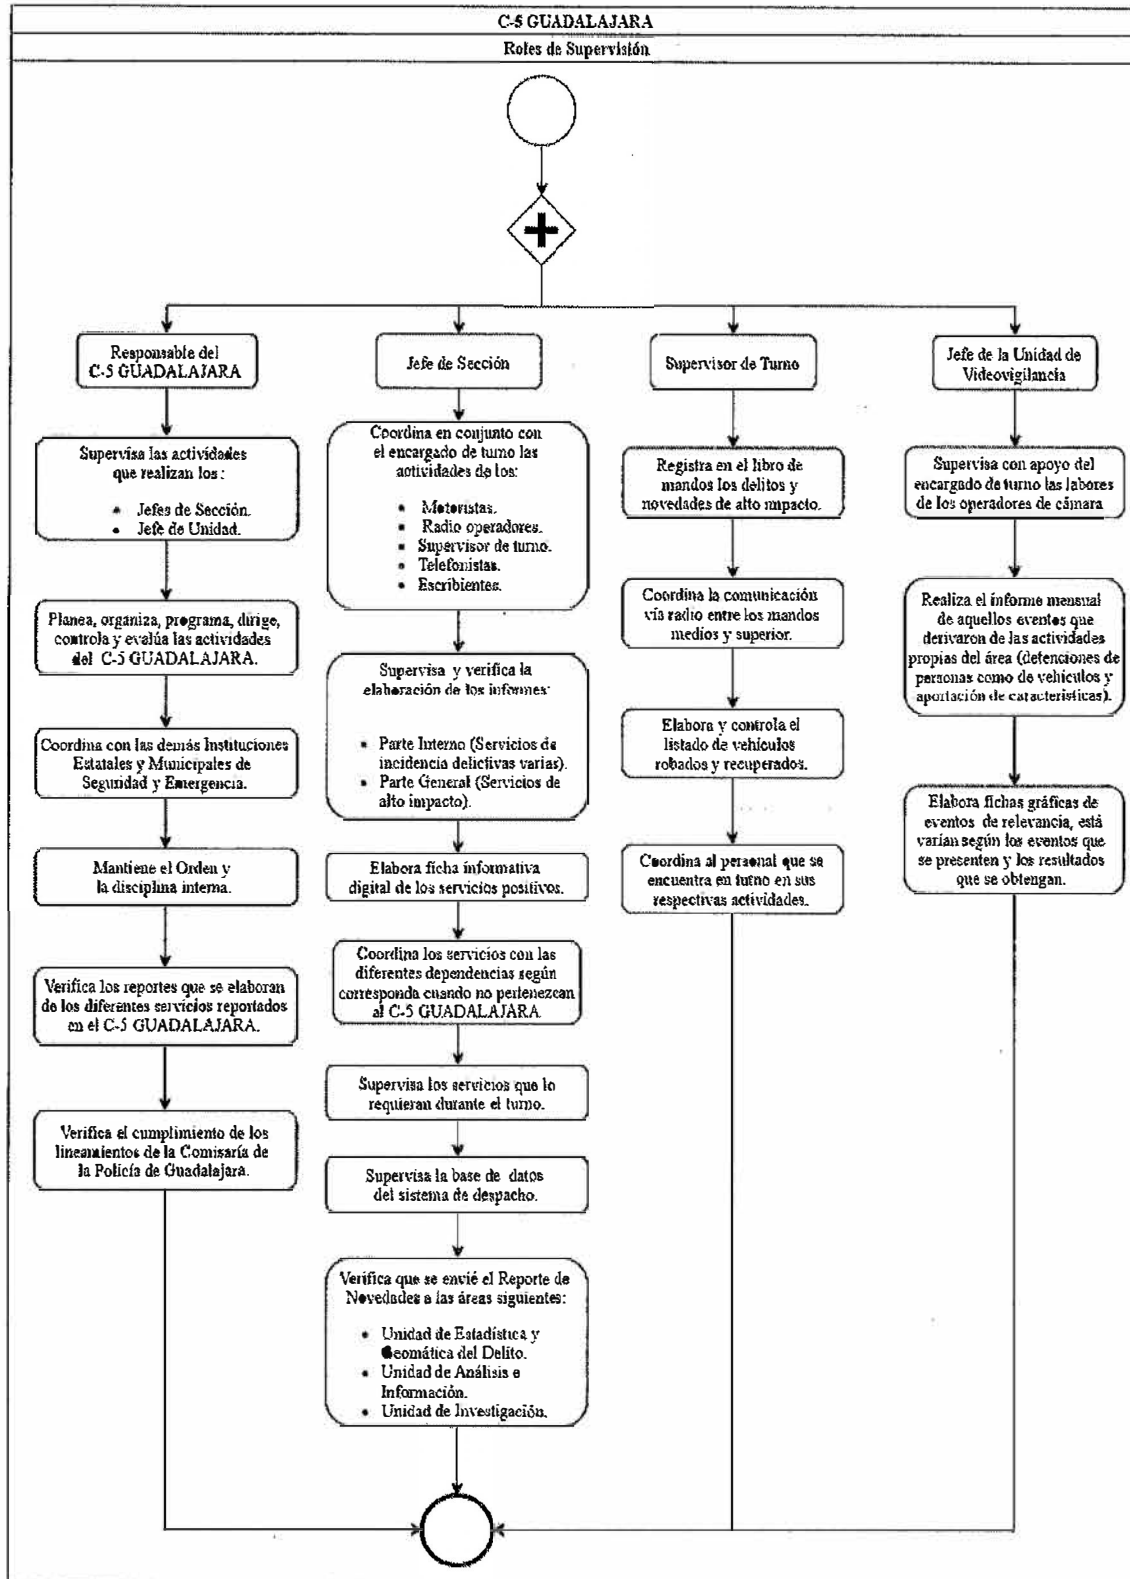 C-5 GUADALAJARA
Roles de Supervisión
Responsable del
C-5 GUADALAJARA
Supervisa las actividades
que realizan los:
• Jefes de Sección.
• Jefe de Unidad.
Planea, organiza, programa, dirige,
controla y evalúa las actividades
del C-5 GUADALAJARA.
Coordina con las demás Instituciones
Estatales y Municipales de
Seguridad y Emergencia.
Mantiene el Orden y
la disciplina interna.
Verifica los reportes que se elaboran
de los diferentes servicios reportados
en el C-5 GUADALAJARA.
Verifica el cumplimiento de los
lineamientos de la Comisaría de
la Policía de Guadalajara.
Jefe de Sección
Coordina en conjunto con
el encargado de turno las
actividades de los:
• Motoristas.
• Radio operadores.
• Supervisor de turno.
• Telefonistas.
• Escribientes.
Supervisa y verifica la
elaboración de los informes:
• Parte Interno (Servicios de
incidencia delictivas varias).
• Parte General (Servicios de
alto impacto).
Elabora ficha informativa
digital de los servicios positivos.
Coordina los servicios con las
diferentes dependencias según
corresponda cuando no pertenezcan
al C-5 GUADALAJARA
Supervisa los servicios que lo
requieran durante el turno.
Supervisa la base de datos
del sistema de despacho.
Verifica que se envié el Reporte de
Novedades a las áreas siguientes:
• Unidad de Estadística y
Geomática del Delito.
• Unidad de Análisis e
Información.
• Unidad de Investigación.
Supervisor de Turno
Registra en el libro de
mandos los delitos y
novedades de alto impacto.
Coordina la comunicación
vía radio entre los mandos
medios y superior.
Elabora y controla el
listado de vehículos
robados y recuperados.
Coordina al personal que se
encuentra en turno en sus
respectivas actividades.
Jefe de la Unidad de
Videovigilancia
Supervisa con apoyo del
encargado de turno las labores
de los operadores de cámara
Realiza el informe mensual
de aquellos eventos que
derivaron de las actividades
propias del área (detenciones de
personas como de vehículos y
aportación de características).
Elabora fichas gráficas de
eventos de relevancia, está
varían según los eventos que
se presenten y los resultados
que se obtengan.